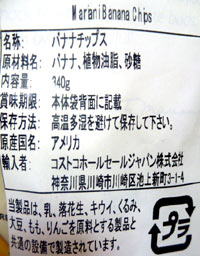 Marani Banana Chips
名称: バナナチップス
原材料名: バナナ、植物油脂、砂糖
内容量: 340g
賞味期限: 本体袋背面に記載
保存方法: 高温多湿を避けて保存して下さい。
原産国名: アメリカ
輸入者: コストコホールセールジャパン株式会社
神奈川県川崎市川崎区池上新町3-1-4
当製品は、乳、落花生、キウイ、くるみ、
大豆、もも、りんごを原料とする製品と
共通の設備で製造されています。
プラ